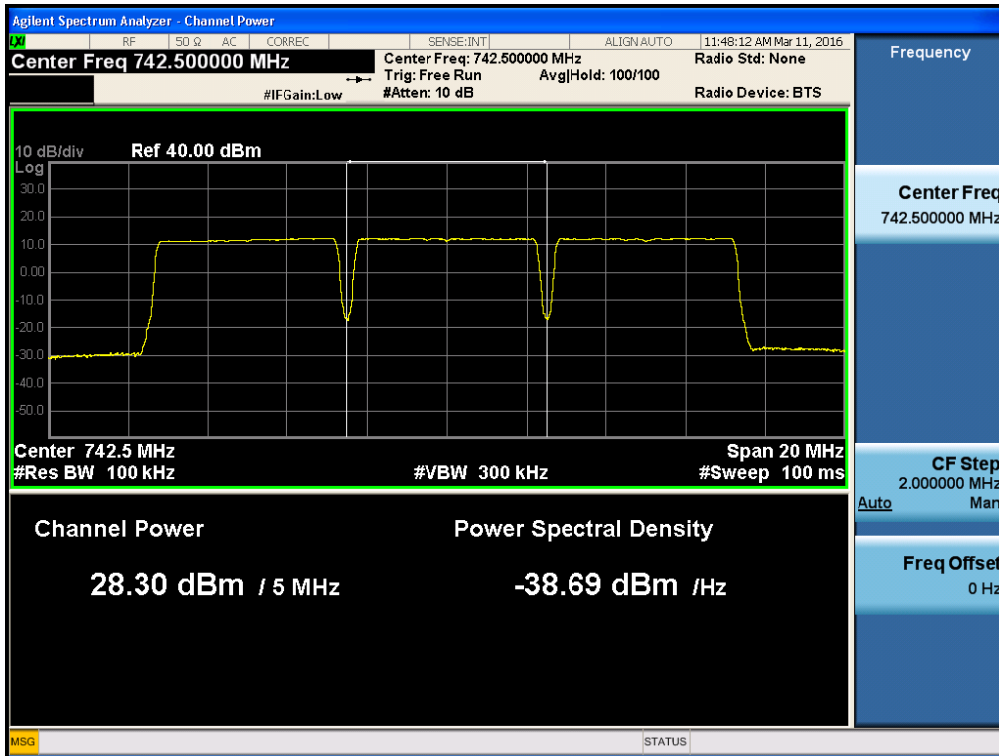 Agilent Spectrum Analyzer - Channel Power
LXI RF 50 Ω AC CORREC SENSE:INT ALIGN AUTO 11:48:12 AM Mar 11, 2016
Center Freq 742.500000 MHz
Center Freq: 742.500000 MHz Radio Std: None
Trig: Free Run Avg|Hold: 100/100
#IFGain:Low #Atten: 10 dB Radio Device: BTS
10 dB/div Ref 40.00 dBm
Log
30.0
20.0
10.0
0.00
-10.0
-20.0
-30.0
-40.0
-50.0
Center 742.5 MHz Span 20 MHz
#Res BW 100 kHz #VBW 300 kHz #Sweep 100 ms
Channel Power Power Spectral Density
28.30 dBm / 5 MHz -38.69 dBm /Hz
Frequency
Center Freq
742.500000 MHz
CF Step
2.000000 MHz
Auto Man
Freq Offset
0 Hz
MSG STATUS